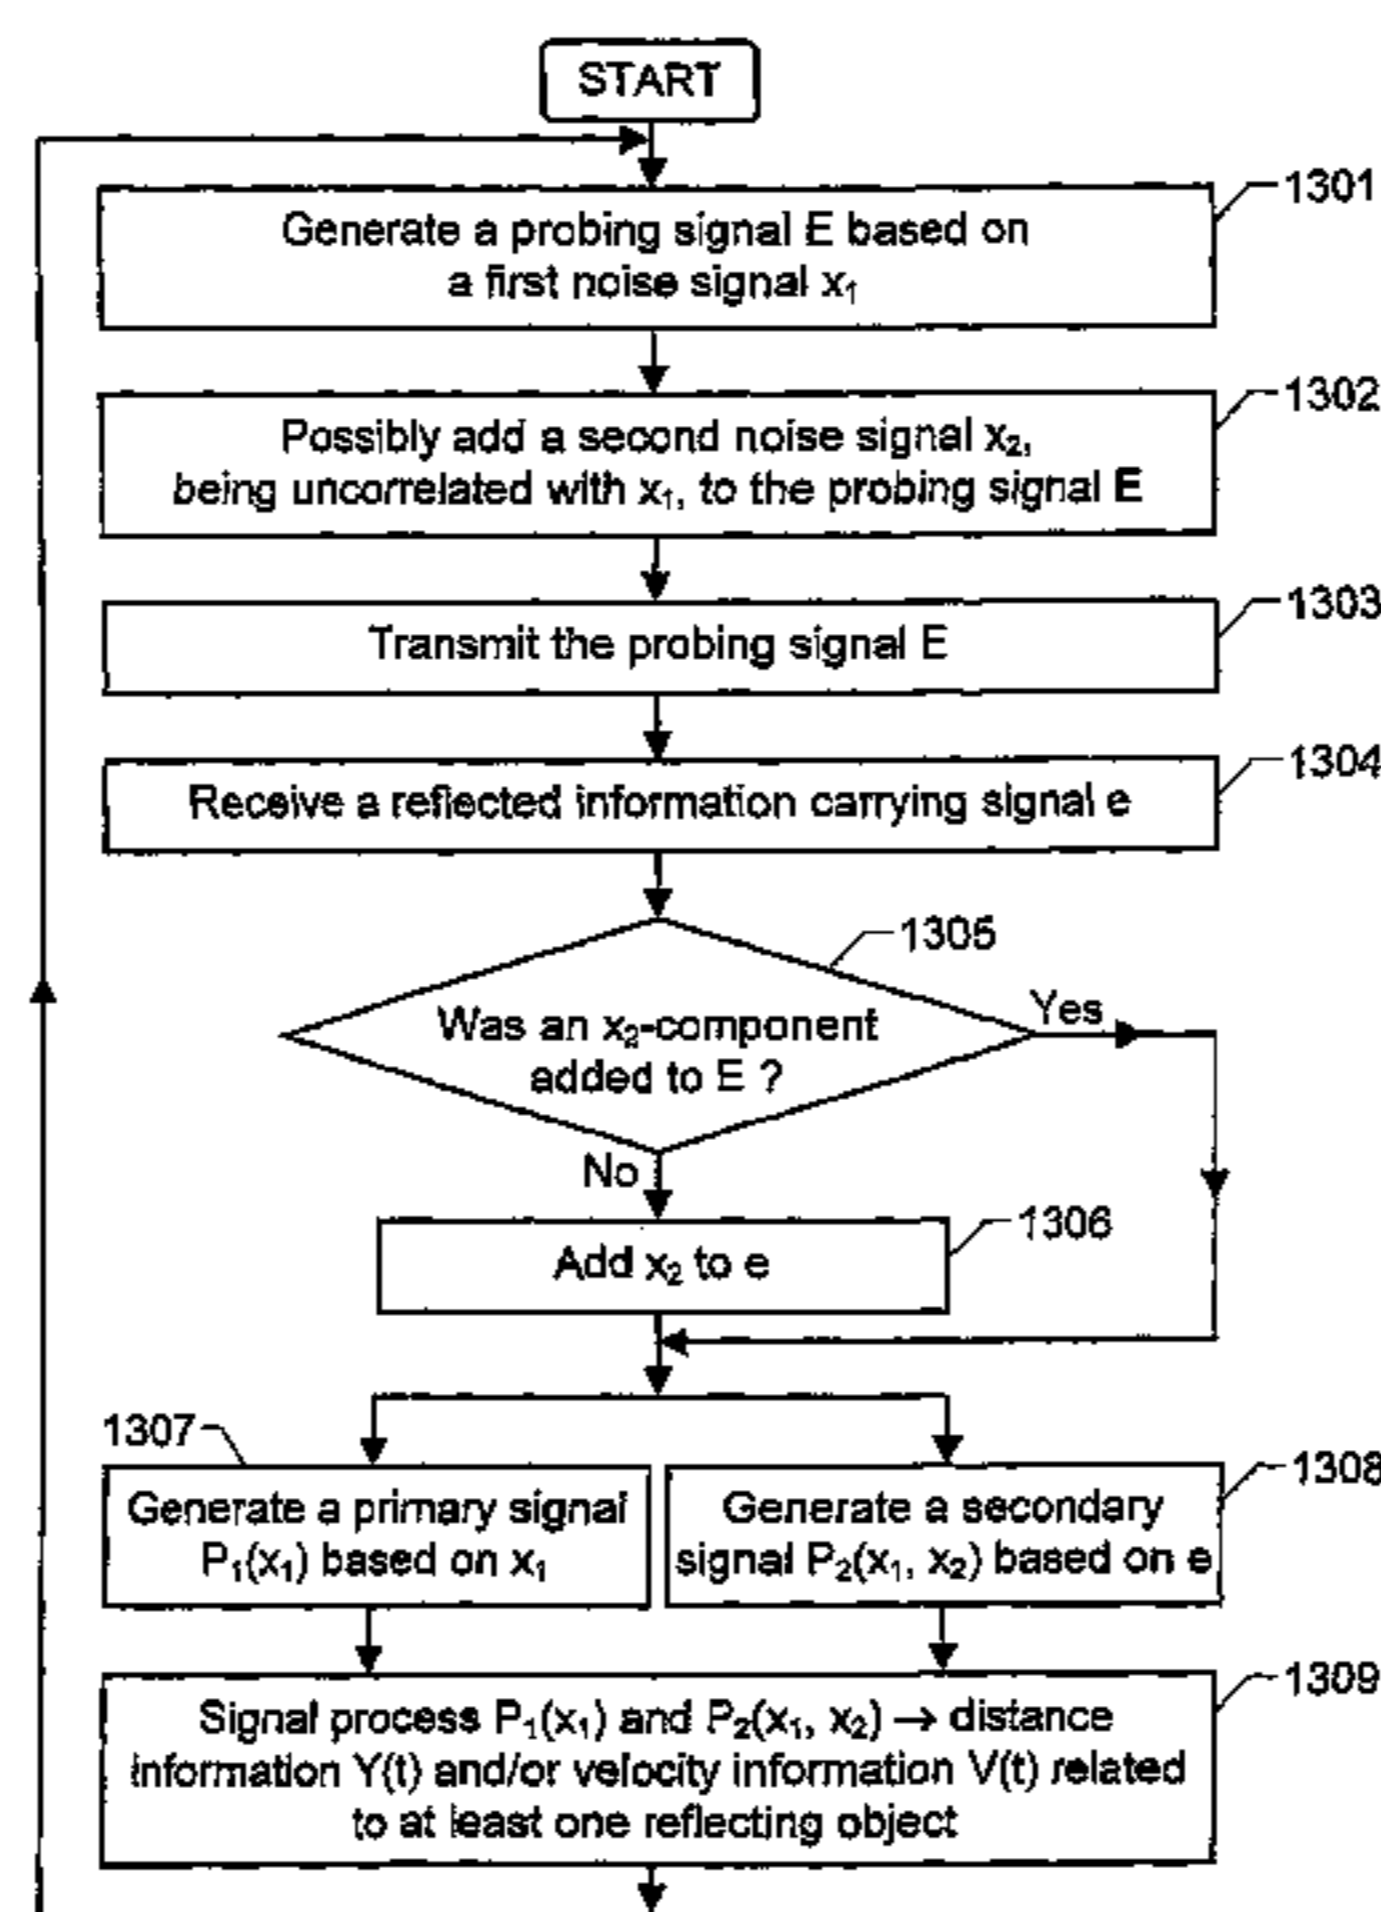 START
1301
Generate a probing signal E based on
a first noise signal x₁
1302
Possibly add a second noise signal x₂,
being uncorrelated with x₁, to the probing signal E
1303
Transmit the probing signal E
1304
Receive a reflected information carrying signal e
1305
Was an x₂-component
added to E ?
Yes
No
1306
Add x₂ to e
1307
Generate a primary signal
P₁(x₁) based on x₁
1308
Generate a secondary
signal P₂(x₁, x₂) based on e
1309
Signal process P₁(x₁) and P₂(x₁, x₂) → distance
information Y(t) and/or velocity information V(t) related
to at least one reflecting object